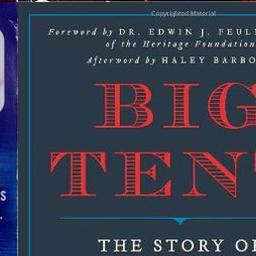 Copyrighted Material
Foreword by DR. EDWIN J. FEUL
of the Heritage Foundation
Afterword by HALEY BARBO
BIG
TENT
THE STORY OF